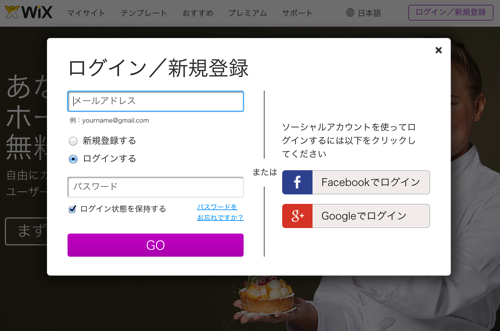 WiX
マイサイト テンプレート おすすめ プレミアム サポート 日本語 ログイン/新規登録
ログイン/新規登録
メールアドレス
例:yourname@gmail.com
新規登録する
ログインする
パスワード
ログイン状態を保持する
パスワードを
お忘れですか?
GO
または
ソーシャルアカウントを使ってロ
グインするには以下をクリックし
てください
f Facebookでログイン
g+ Googleでログイン
あな
ホー
無料
自由にカ
ユーザー
まず